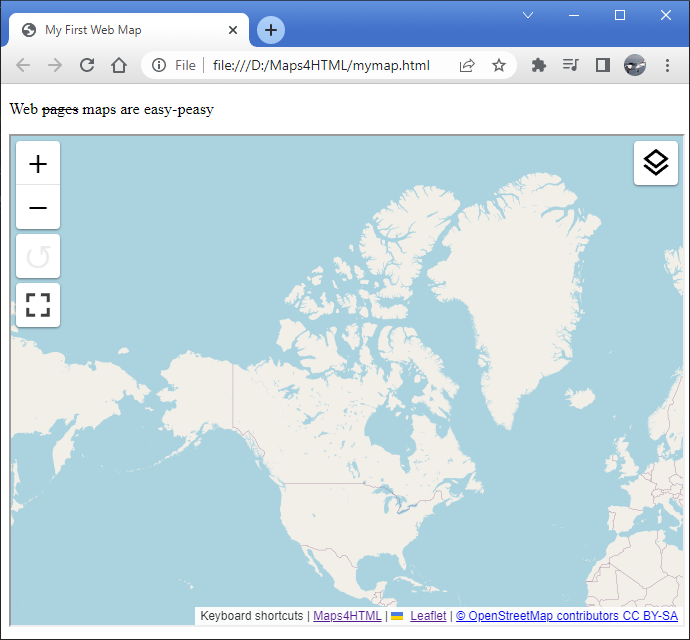 My First Web Map
File | file:///D:/Maps4HTML/mymap.html
Web pages maps are easy-peasy
+
−
Keyboard shortcuts | Maps4HTML | Leaflet | © OpenStreetMap contributors CC BY-SA